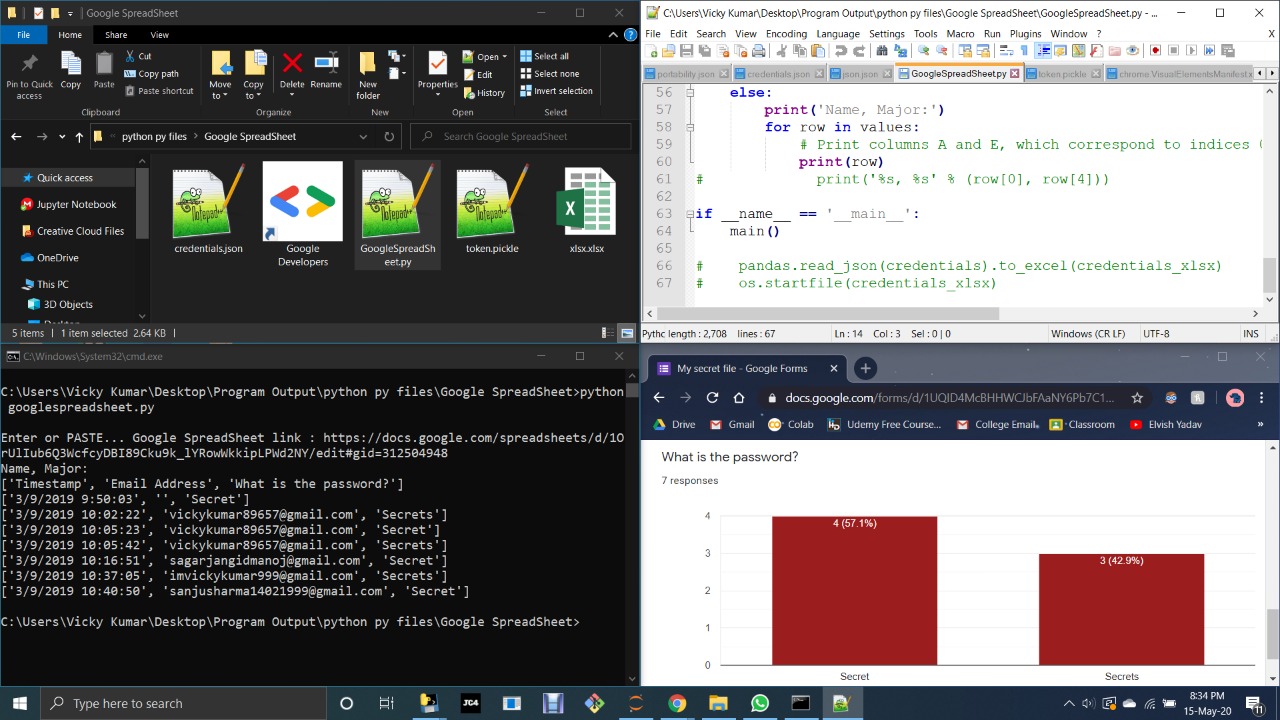 Google SpreadSheet
File
Home
Share
View
Pin to Quick access
Copy
Paste
Cut
Copy path
Paste shortcut
Move to
Copy to
Delete
Rename
New folder
Properties
Open
Edit
History
Select all
Select none
Invert selection
Clipboard
Organize
New
Open
Select
python py files
Google SpreadSheet
Search Google SpreadSheet
Quick access
Jupyter Notebook
Creative Cloud Files
OneDrive
This PC
3D Objects
credentials.json
Google Developers
GoogleSpreadSheet.py
token.pickle
xlsx.xlsx
5 items
1 item selected 2.64 KB
C:\Users\Vicky Kumar\Desktop\Program Output\python py files\Google SpreadSheet\GoogleSpreadSheet.py - ...
File Edit Search View Encoding Language Settings Tools Macro Run Plugins Window ? X
portability.json
credentials.json
json.json
GoogleSpreadSheet.py
token.pickle
chrome.VisualElementsManifest.x
56 else:
57 print('Name, Major:')
58 for row in values:
59 # Print columns A and E, which correspond to indices (
60 print(row)
61 # print('%s, %s' % (row[0], row[4]))
62
63 if __name__ == '__main__':
64 main()
65
66 # pandas.read_json(credentials).to_excel(credentials_xlsx)
67 # os.startfile(credentials_xlsx)
Pythc length : 2,708 lines : 67 Ln : 14 Col : 3 Sel : 0 | 0 Windows (CR LF) UTF-8 INS
C:\Windows\System32\cmd.exe
C:\Users\Vicky Kumar\Desktop\Program Output\python py files\Google SpreadSheet>python
googlespreadsheet.py
Enter or PASTE... Google SpreadSheet link : https://docs.google.com/spreadsheets/d/1O
rUlIub6Q3WcfcyDBI89Cku9k_lYRowWkkipLPWd2NY/edit#gid=312504948
Name, Major:
['Timestamp', 'Email Address', 'What is the password?']
['3/9/2019 9:50:03', '', 'Secret']
['3/9/2019 10:02:22', 'vickykumar89657@gmail.com', 'Secrets']
['3/9/2019 10:05:23', 'vickykumar89657@gmail.com', 'Secret']
['3/9/2019 10:05:42', 'vickykumar89657@gmail.com', 'Secrets']
['3/9/2019 10:16:51', 'sagarjangidmanoj@gmail.com', 'Secret']
['3/9/2019 10:37:05', 'imvickykumar999@gmail.com', 'Secrets']
['3/9/2019 10:40:50', 'sanjusharma14021999@gmail.com', 'Secret']
C:\Users\Vicky Kumar\Desktop\Program Output\python py files\Google SpreadSheet>
My secret file - Google Forms
docs.google.com/forms/d/1UQID4McBHHWCJbFAaNY6Pb7C1...
Drive
Gmail
Colab
Udemy Free Course...
College Email.
Classroom
Elvish Yadav
What is the password?
7 responses
4
3
2
1
0
4 (57.1%)
3 (42.9%)
Secret
Secrets
Type here to search
JC4
8:34 PM
15-May-20
11